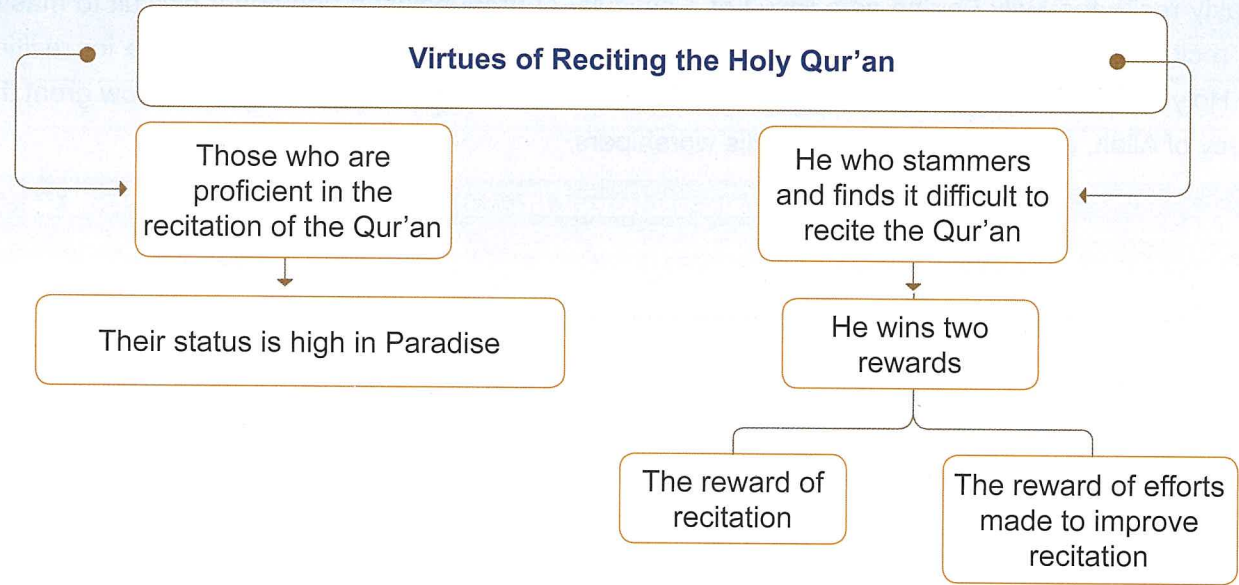 Virtues of Reciting the Holy Qur'an
Those who are
proficient in the
recitation of the Qur'an
He who stammers
and finds it difficult to
recite the Qur'an
Their status is high in Paradise
He wins two
rewards
The reward of
recitation
The reward of efforts
made to improve
recitation